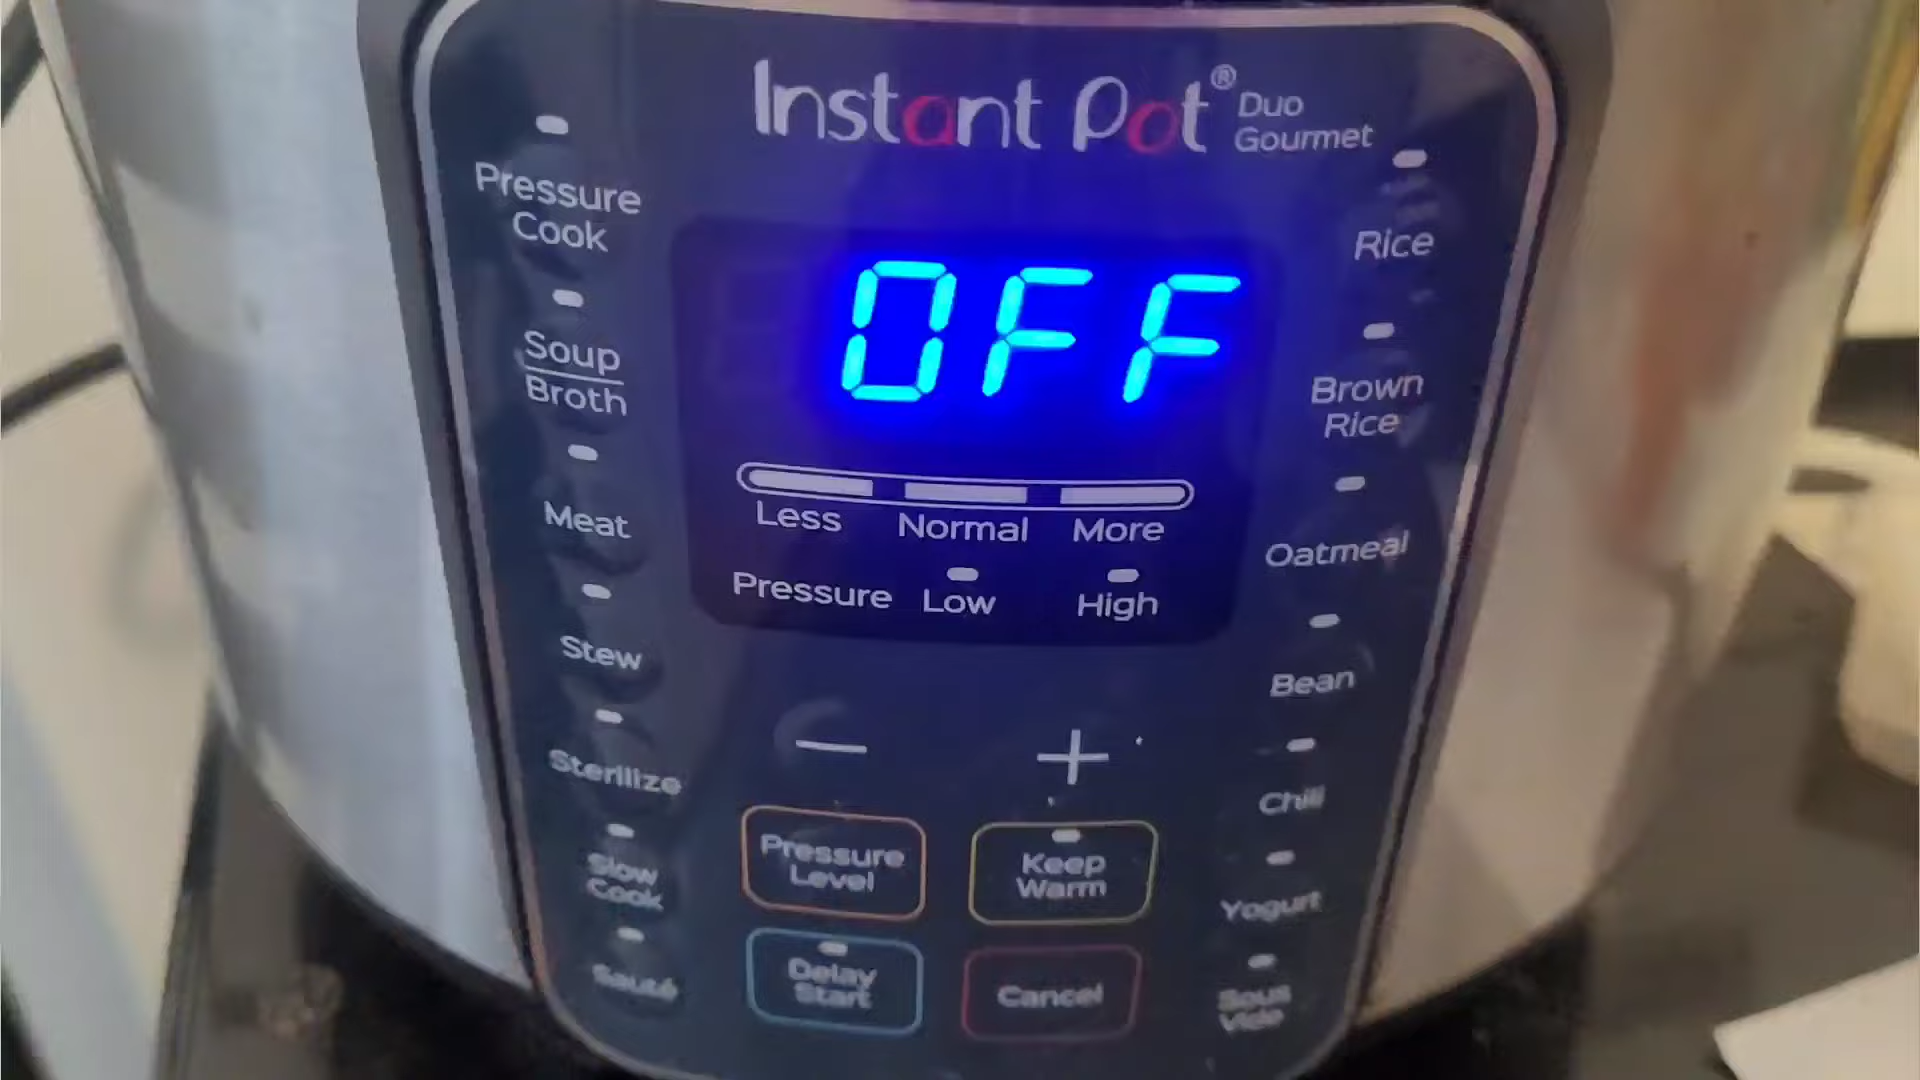 Instant Pot® Duo
Gourmet
Pressure
Cook
Soup
Broth
Meat
Stew
Sterilize
Slow
Cook
Sauté
OFF
Less Normal More
Pressure Low High
− +
Pressure
Level
Keep
Warm
Delay
Start
Cancel
Rice
Brown
Rice
Oatmeal
Bean
Chili
Yogurt
Sous
Vide